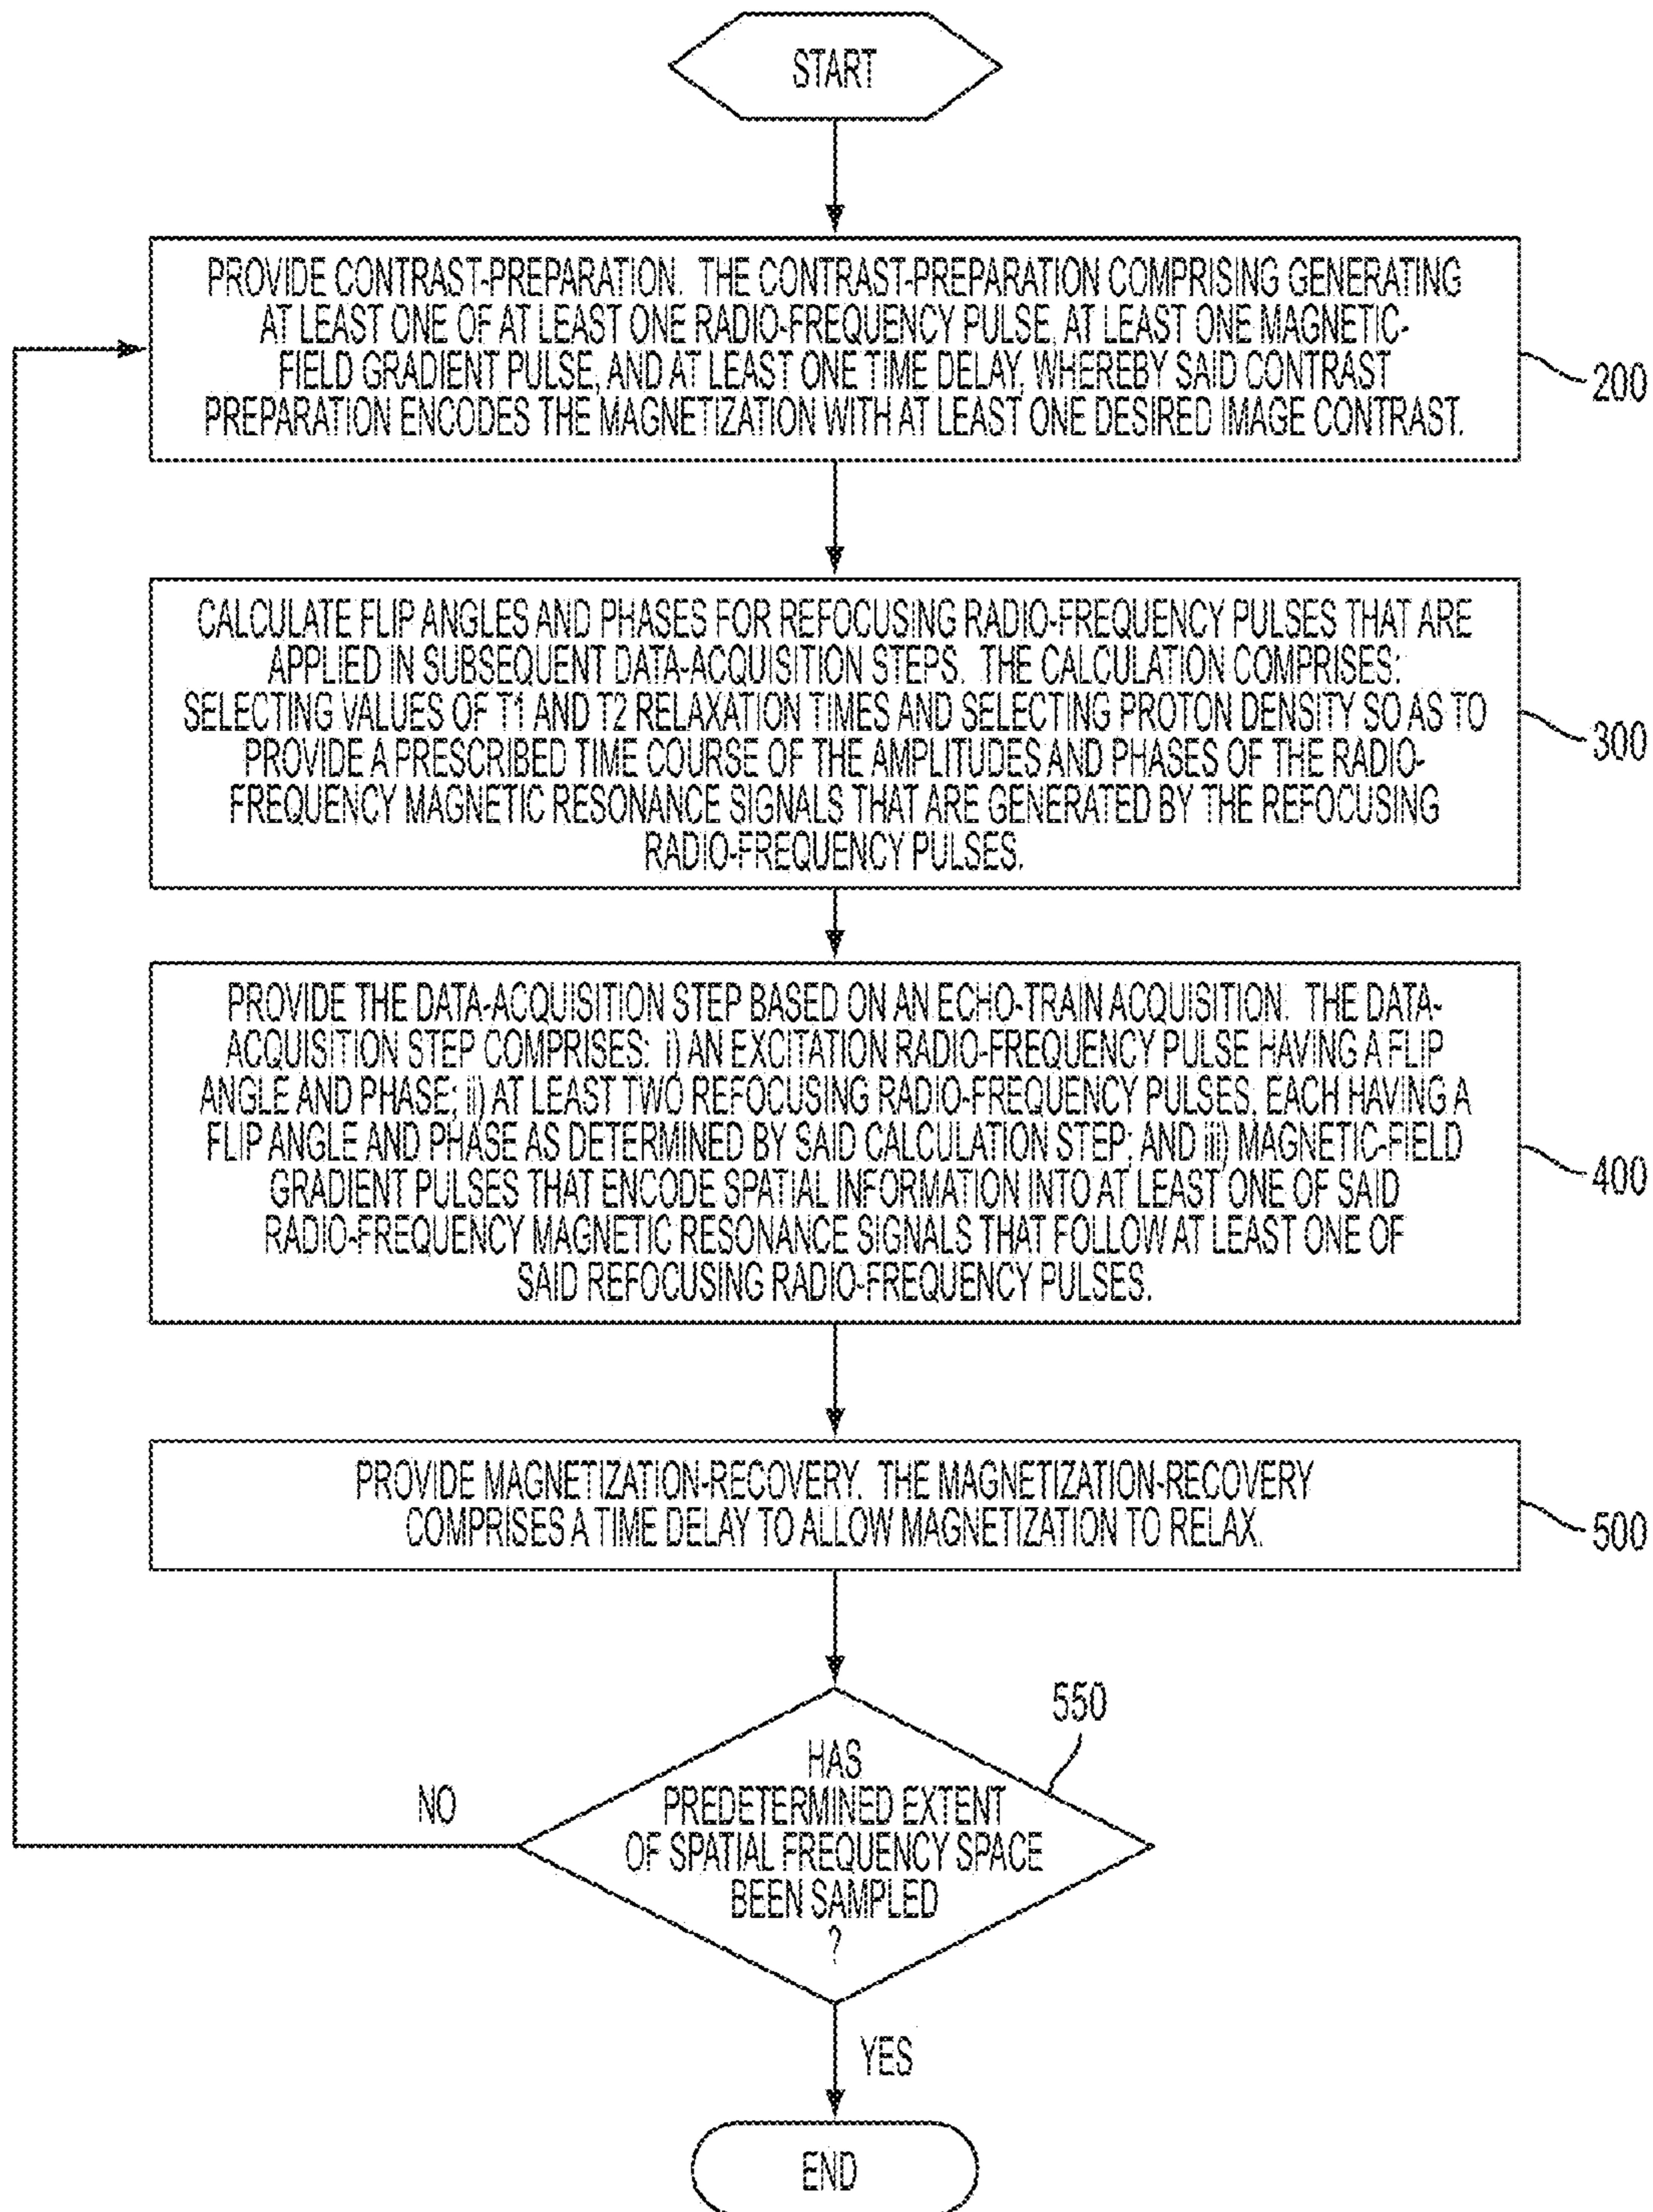 START
PROVIDE CONTRAST-PREPARATION. THE CONTRAST-PREPARATION COMPRISING GENERATING
AT LEAST ONE OF AT LEAST ONE RADIO-FREQUENCY PULSE, AT LEAST ONE MAGNETIC-
FIELD GRADIENT PULSE, AND AT LEAST ONE TIME DELAY, WHEREBY SAID CONTRAST
PREPARATION ENCODES THE MAGNETIZATION WITH AT LEAST ONE DESIRED IMAGE CONTRAST.
200
CALCULATE FLIP ANGLES AND PHASES FOR REFOCUSING RADIO-FREQUENCY PULSES THAT ARE
APPLIED IN SUBSEQUENT DATA-ACQUISITION STEPS. THE CALCULATION COMPRISES:
SELECTING VALUES OF T1 AND T2 RELAXATION TIMES AND SELECTING PROTON DENSITY SO AS TO
PROVIDE A PRESCRIBED TIME COURSE OF THE AMPLITUDES AND PHASES OF THE RADIO-
FREQUENCY MAGNETIC RESONANCE SIGNALS THAT ARE GENERATED BY THE REFOCUSING
RADIO-FREQUENCY PULSES.
300
PROVIDE THE DATA-ACQUISITION STEP BASED ON AN ECHO-TRAIN ACQUISITION. THE DATA-
ACQUISITION STEP COMPRISES: i) AN EXCITATION RADIO-FREQUENCY PULSE HAVING A FLIP
ANGLE AND PHASE; ii) AT LEAST TWO REFOCUSING RADIO-FREQUENCY PULSES, EACH HAVING A
FLIP ANGLE AND PHASE AS DETERMINED BY SAID CALCULATION STEP; AND iii) MAGNETIC-FIELD
GRADIENT PULSES THAT ENCODE SPATIAL INFORMATION INTO AT LEAST ONE OF SAID
RADIO-FREQUENCY MAGNETIC RESONANCE SIGNALS THAT FOLLOW AT LEAST ONE OF
SAID REFOCUSING RADIO-FREQUENCY PULSES.
400
PROVIDE MAGNETIZATION-RECOVERY. THE MAGNETIZATION-RECOVERY
COMPRISES A TIME DELAY TO ALLOW MAGNETIZATION TO RELAX.
500
550
HAS
PREDETERMINED EXTENT
OF SPATIAL FREQUENCY SPACE
BEEN SAMPLED
?
NO
YES
END